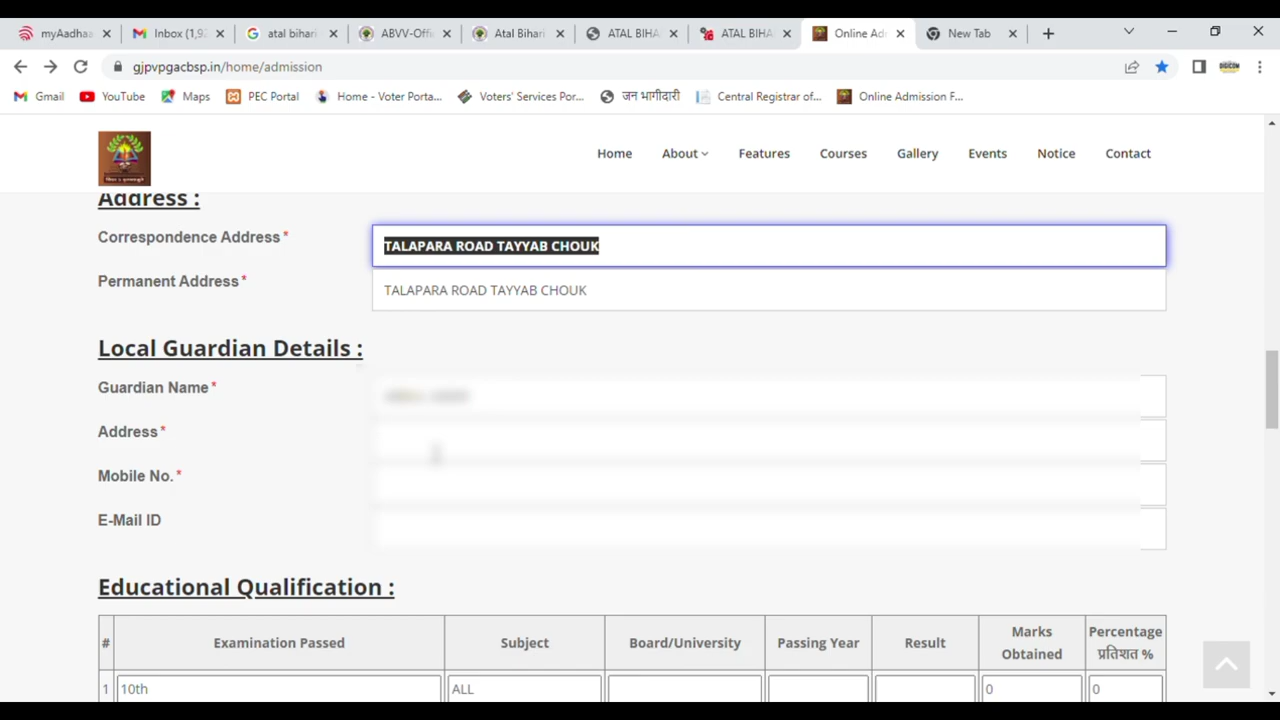 myAadhaa
Inbox (1,92
atal bihari
ABVV-Offi
Atal Bihari
ATAL BIHA
ATAL BIHA
Online Ad
New Tab
gjpvpgacbsp.in/home/admission
Gmail
YouTube
Maps
PEC Portal
Home - Voter Porta...
Voters' Services Por...
जन भागीदारी
Central Registrar of...
Online Admission F...
Home
About
Features
Courses
Gallery
Events
Notice
Contact
Address :
Correspondence Address*
TALAPARA ROAD TAYYAB CHOUK
Permanent Address*
TALAPARA ROAD TAYYAB CHOUK
Local Guardian Details :
Guardian Name*
Address*
Mobile No. *
E-Mail ID
Educational Qualification :
#
Examination Passed
Subject
Board/University
Passing Year
Result
Marks
Obtained
Percentage
प्रतिशत %
1
10th
ALL
0
0